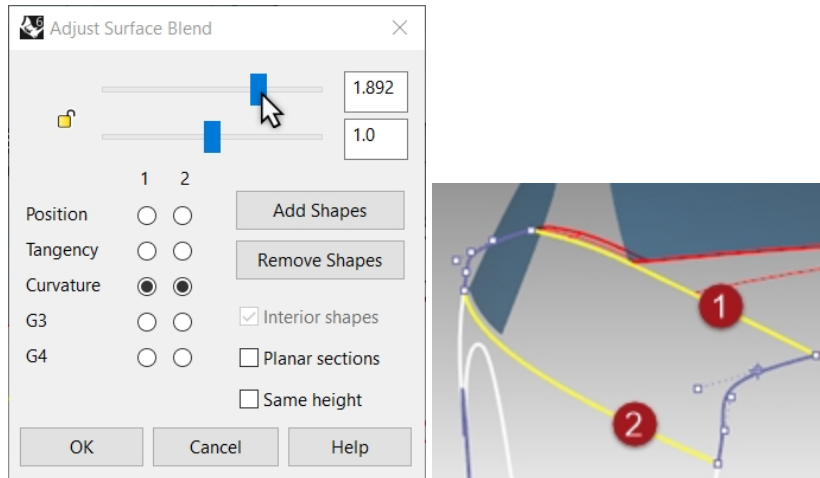 Adjust Surface Blend
1.892
1.0
1 2
Position
Tangency
Curvature
G3
G4
Add Shapes
Remove Shapes
Interior shapes
Planar sections
Same height
OK Cancel Help
1
2